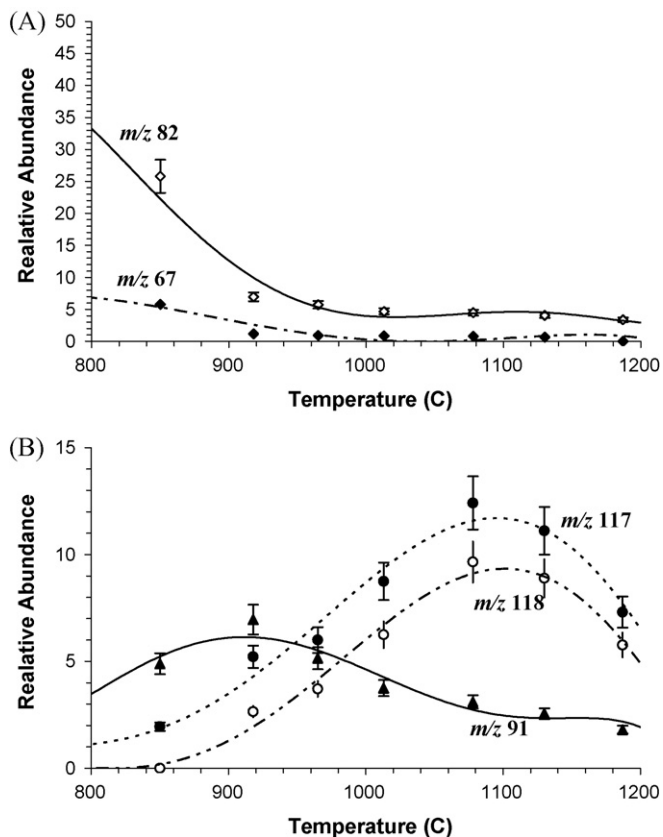 (A)
50
45
40
35
30
25
20
15
10
5
0
Realative Abundance
m/z 82
m/z 67
800 900 1000 1100 1200
Temperature (C)
(B)
15
10
5
0
Realative Abundance
m/z 117
m/z 118
m/z 91
800 900 1000 1100 1200
Temperature (C)